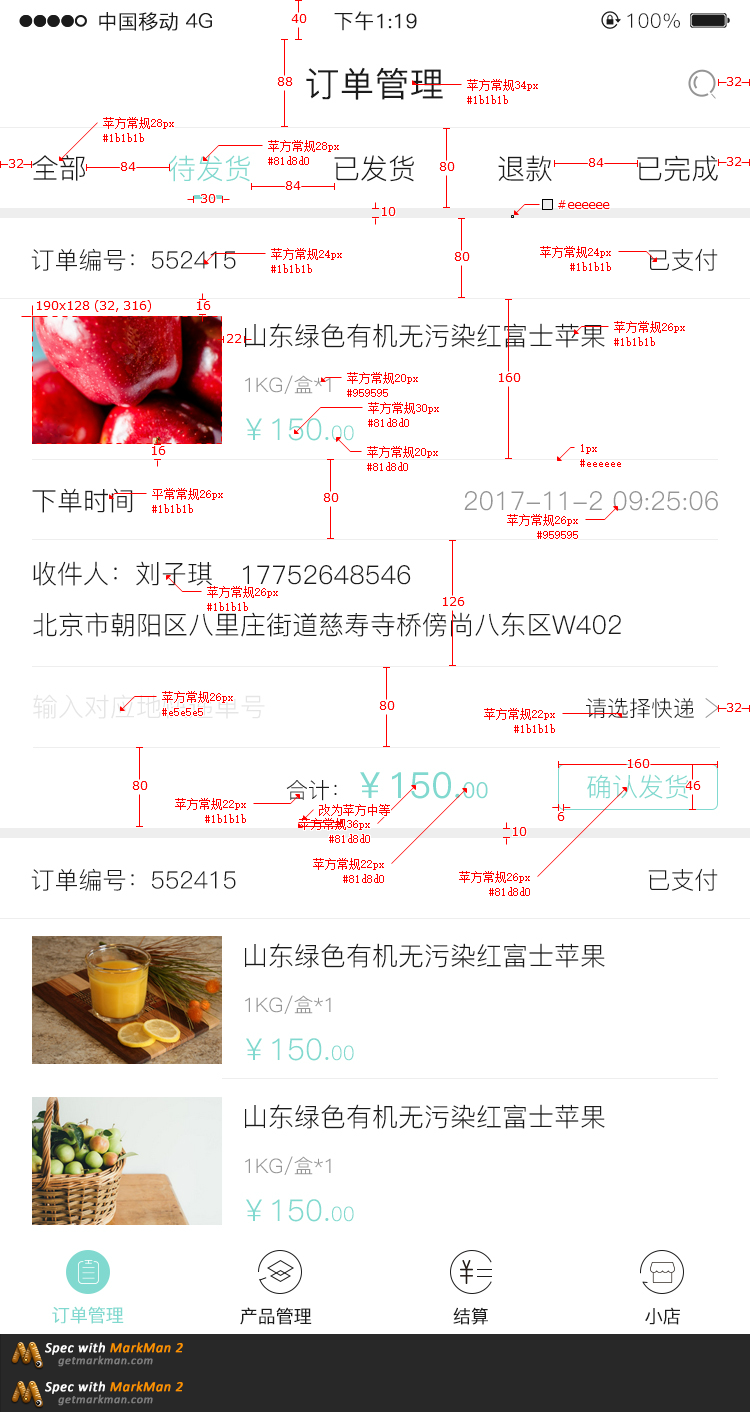 中国移动 4G 40 下午1:19 100%
88 订单管理 苹方常规34px 32
#1b1b1b
苹方常规28px
#1b1b1b
苹方常规28px
#81d8d0
32 全部 84 待发货 已发货 80 退款 84 已完成 32
84
30 #eeeeee
10
订单编号：552415 苹方常规24px
#1b1b1b
80 苹方常规24px
#1b1b1b
已支付
190x128 (32, 316) 16
22 山东绿色有机无污染红富士苹果 苹方常规26px
#1b1b1b
1KG/盒*1 苹方常规20px
#959595
160
苹方常规30px
#81d8d0
￥150.00
16 苹方常规20px
#81d8d0
1px
#eeeeee
下单时间 平常常规26px
#1b1b1b
80 2017-11-2 09:25:06
苹方常规26px
#959595
收件人：刘子琪 17752648546
苹方常规26px
#1b1b1b
126
北京市朝阳区八里庄街道慈寿寺桥傍尚八东区W402
苹方常规26px
#e5e5e5
输入对应地 单号
80 苹方常规22px
#1b1b1b
请选择快递 32
80 合计：￥150.00 160
确认发货 46
6
苹方常规22px
#1b1b1b
改为苹方中等
苹方常规36px
#81d8d0
10
苹方常规22px
#81d8d0
苹方常规26px
#81d8d0
订单编号：552415 已支付
山东绿色有机无污染红富士苹果
1KG/盒*1
￥150.00
山东绿色有机无污染红富士苹果
1KG/盒*1
￥150.00
订单管理 产品管理 结算 小店
Spec with MarkMan 2
getmarkman.com
Spec with MarkMan 2
getmarkman.com